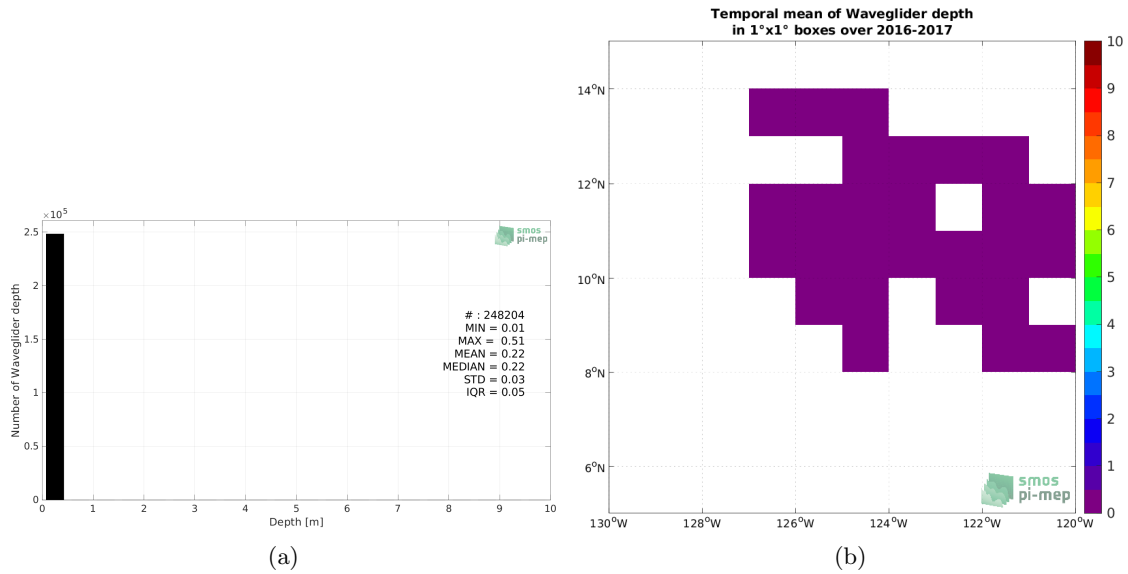 ×10⁵
2.5
2
1.5
1
0.5
0
Number of Waveglider depth
smos
pi-mep
# : 248204
MIN = 0.01
MAX = 0.51
MEAN = 0.22
MEDIAN = 0.22
STD = 0.03
IQR = 0.05
0 1 2 3 4 5 6 7 8 9 10
Depth [m]
(a)
Temporal mean of Waveglider depth
in 1°x1° boxes over 2016-2017
14°N
12°N
10°N
8°N
6°N
130°W 128°W 126°W 124°W 122°W 120°W
smos
pi-mep
10
9
8
7
6
5
4
3
2
1
0
(b)